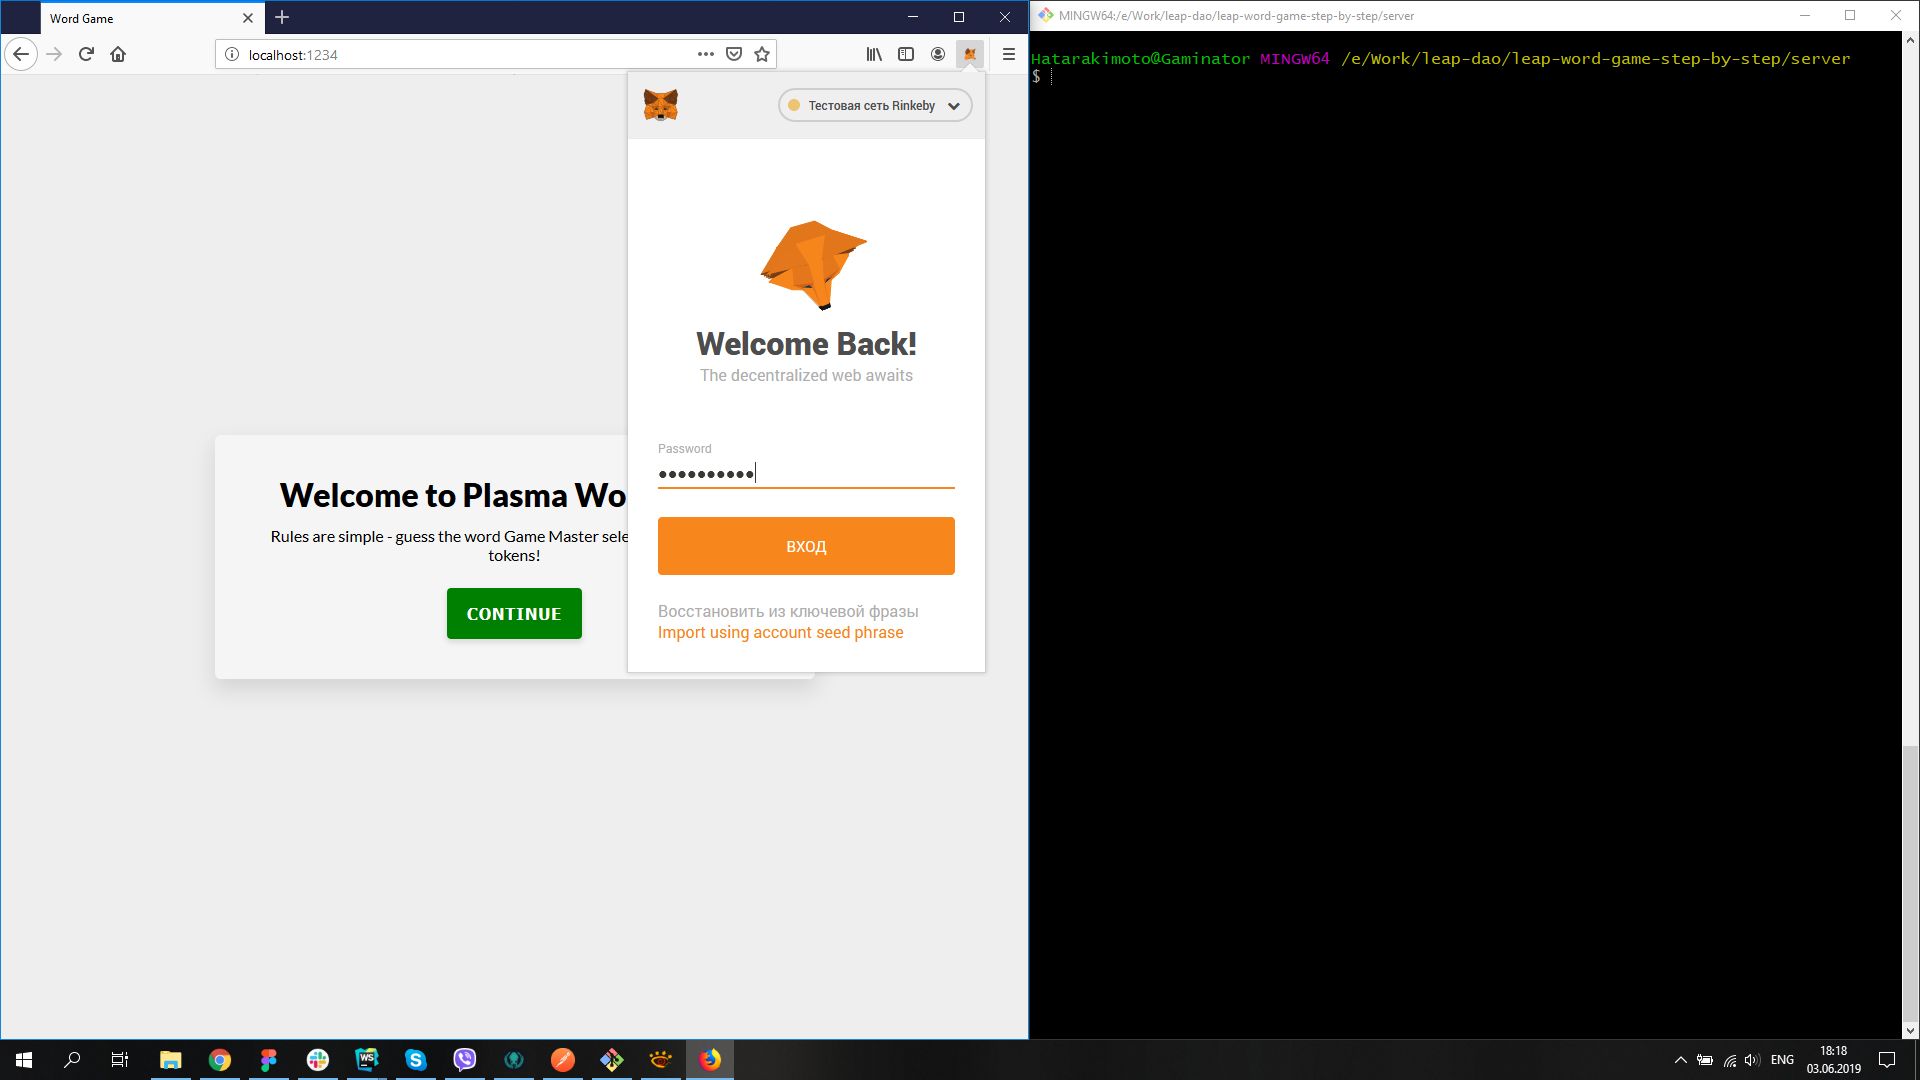 Word Game
localhost:1234
Тестовая сеть Rinkeby
Welcome Back!
The decentralized web awaits
Password
ВХОД
Восстановить из ключевой фразы
Import using account seed phrase
Welcome to Plasma Wo
Rules are simple - guess the word Game Master sele
tokens!
CONTINUE
MINGW64:/e/Work/leap-dao/leap-word-game-step-by-step/server
Hatarakimoto@Gaminator MINGW64 /e/Work/leap-dao/leap-word-game-step-by-step/server
$
WS
ENG
18:18
03.06.2019